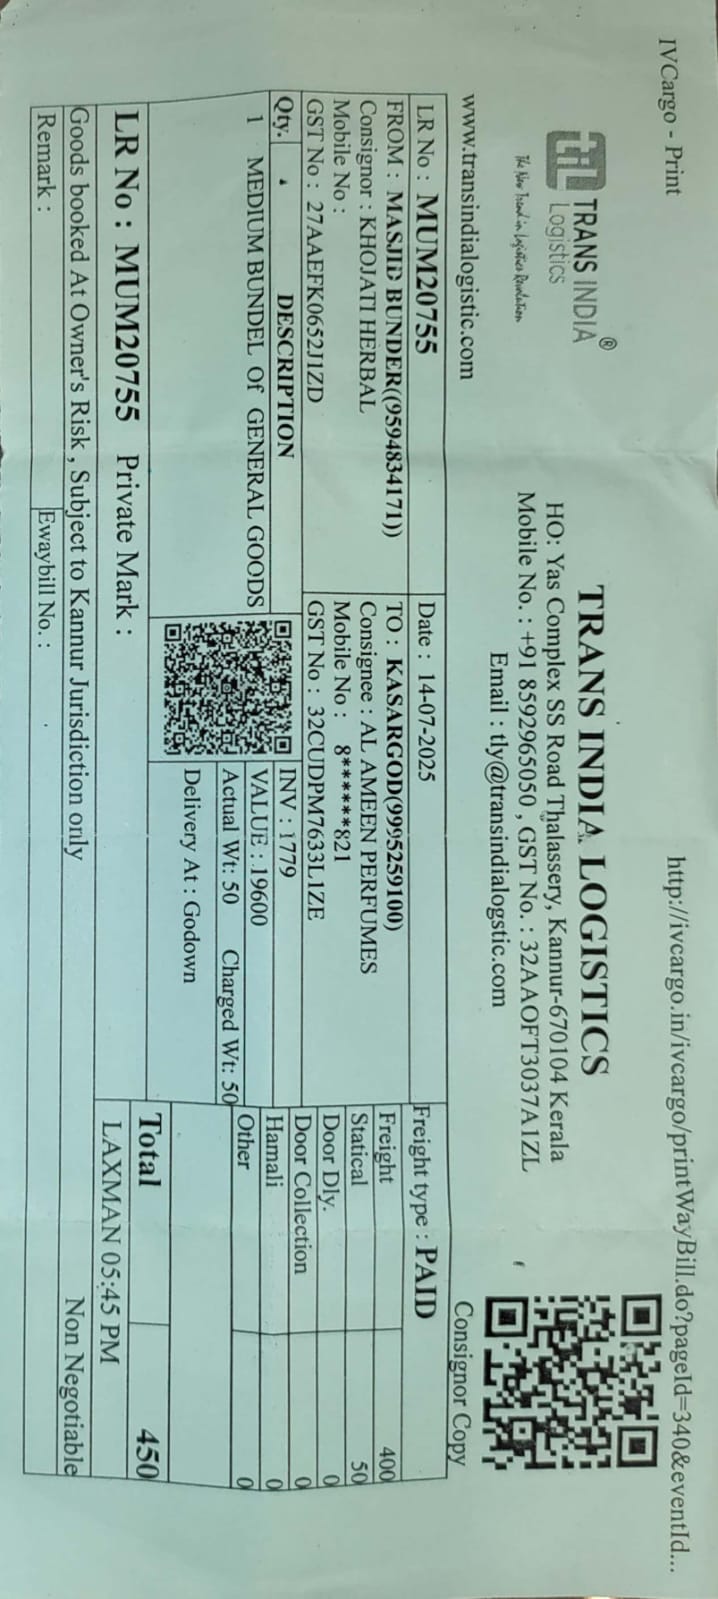 IVCargo - Print
http://ivcargo.in/ivcargo/printWayBill.do?pageId=340&eventId...
TRANS INDIA®
Logistics
The New Trend in Logistics Revolution
TRANS INDIA LOGISTICS
HO: Yas Complex SS Road Thalassery, Kannur-670104 Kerala
Mobile No. : +91 8592965050 , GST No. : 32AAOFT3037A1ZL
Email : tly@transindialogstic.com
www.transindialogistic.com
Consignor Copy
LR No : MUM20755
Date : 14-07-2025
Freight type : PAID
FROM : MASJID BUNDER((9594834171))
TO : KASARGOD(9995259100)
Consignor : KHOJATI HERBAL
Consignee : AL AMEEN PERFUMES
Mobile No :
Mobile No : 8******821
GST No : 27AAEFK0652J1ZD
GST No : 32CUDPM7633L1ZE
Freight 400
Statical 50
Door Dly. 0
Door Collection 0
Hamali 0
Other 0
Qty. DESCRIPTION
1 MEDIUM BUNDEL Of GENERAL GOODS
INV : 1779
VALUE : 19600
Actual Wt: 50 Charged Wt: 50
Delivery At : Godown
LR No : MUM20755 Private Mark :
Total 450
LAXMAN 05:45 PM
Goods booked At Owner's Risk , Subject to Kannur Jurisdiction only
Non Negotiable
Remark :
Ewaybill No. :